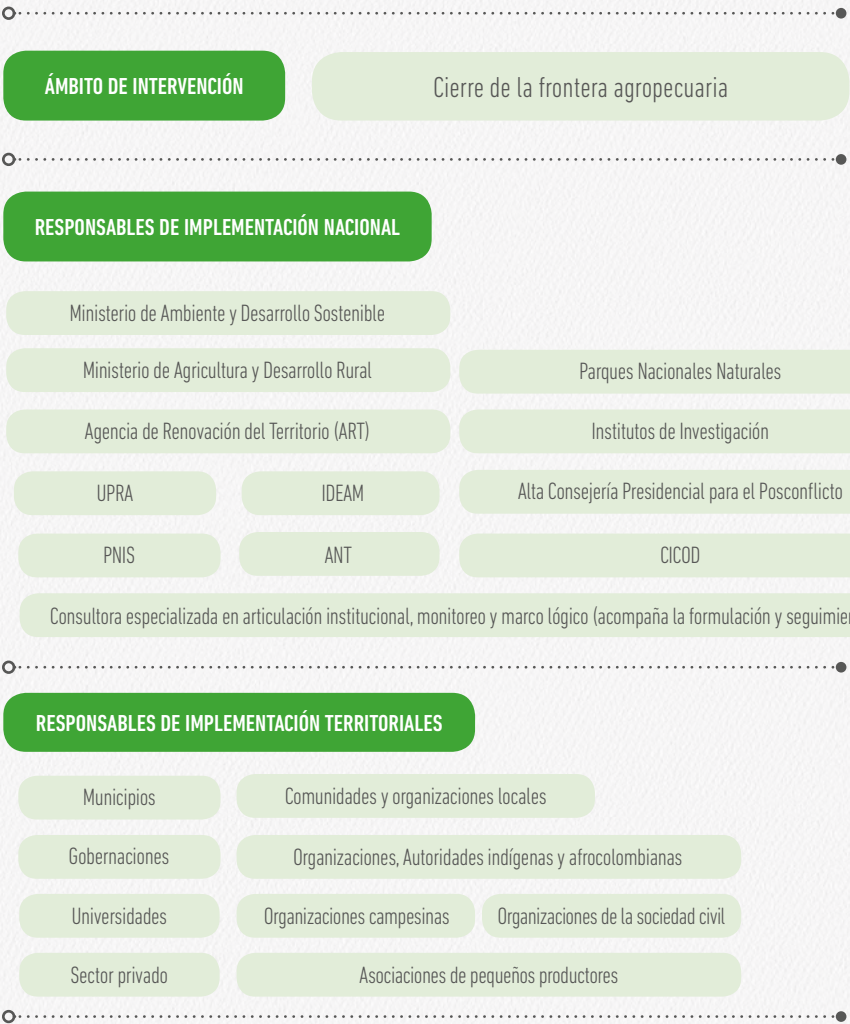 ÁMBITO DE INTERVENCIÓN
Cierre de la frontera agropecuaria
RESPONSABLES DE IMPLEMENTACIÓN NACIONAL
Ministerio de Ambiente y Desarrollo Sostenible
Ministerio de Agricultura y Desarrollo Rural
Parques Nacionales Naturales
Agencia de Renovación del Territorio (ART)
Institutos de Investigación
UPRA
IDEAM
Alta Consejería Presidencial para el Posconflicto
PNIS
ANT
CICOD
Consultora especializada en articulación institucional, monitoreo y marco lógico (acompaña la formulación y
RESPONSABLES DE IMPLEMENTACIÓN TERRITORIALES
Municipios
Comunidades y organizaciones locales
Gobernaciones
Organizaciones, Autoridades indígenas y afrocolombianas
Universidades
Organizaciones campesinas
Organizaciones de la sociedad civil
Sector privado
Asociaciones de pequeños productores